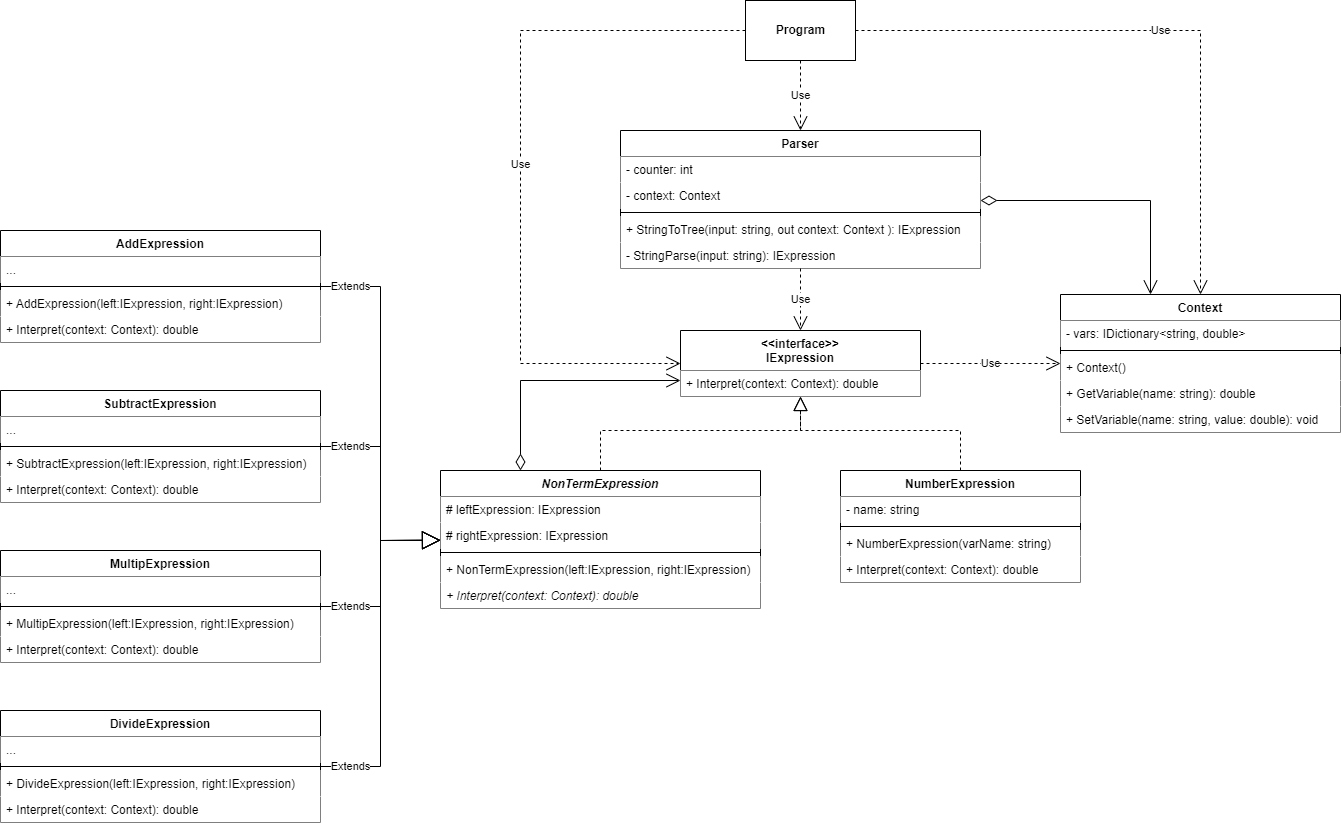 Program
Use
Use
Use
Parser
- counter: int
- context: Context
+ StringToTree(input: string, out context: Context ): IExpression
- StringParse(input: string): IExpression
Use
<<interface>>
IExpression
+ Interpret(context: Context): double
Use
Context
- vars: IDictionary<string, double>
+ Context()
+ GetVariable(name: string): double
+ SetVariable(name: string, value: double): void
AddExpression
...
+ AddExpression(left:IExpression, right:IExpression)
+ Interpret(context: Context): double
Extends
SubtractExpression
...
+ SubtractExpression(left:IExpression, right:IExpression)
+ Interpret(context: Context): double
Extends
MultipExpression
...
+ MultipExpression(left:IExpression, right:IExpression)
+ Interpret(context: Context): double
Extends
DivideExpression
...
+ DivideExpression(left:IExpression, right:IExpression)
+ Interpret(context: Context): double
Extends
NonTermExpression
# leftExpression: IExpression
# rightExpression: IExpression
+ NonTermExpression(left:IExpression, right:IExpression)
+ Interpret(context: Context): double
NumberExpression
- name: string
+ NumberExpression(varName: string)
+ Interpret(context: Context): double